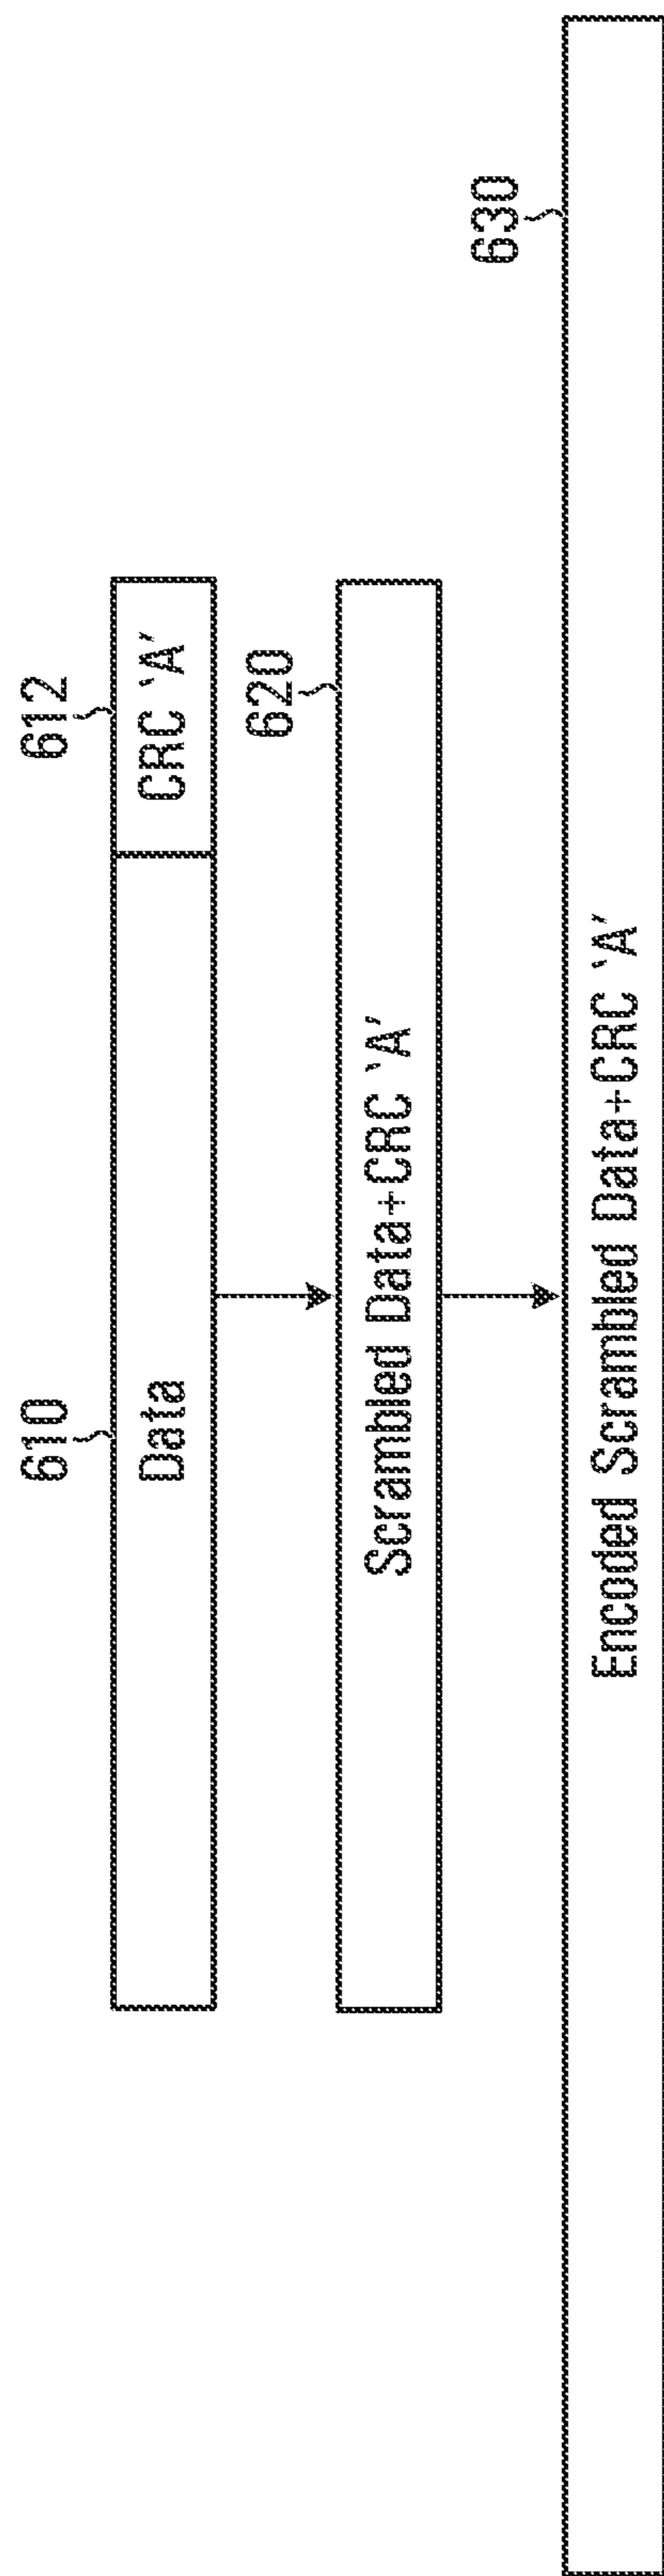 610
612
Data
CRC 'A'
620
Scrambled Data+CRC 'A'
630
Encoded Scrambled Data+CRC 'A'